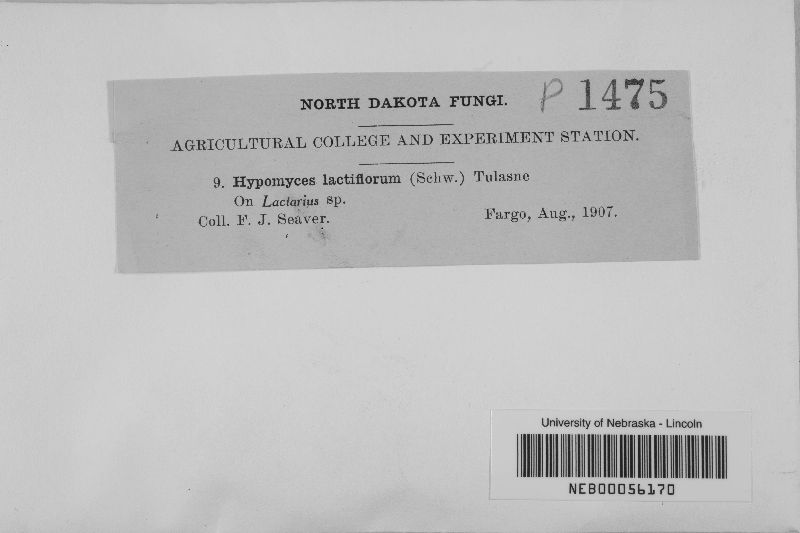 NORTH DAKOTA FUNGI. P 1475
AGRICULTURAL COLLEGE AND EXPERIMENT STATION.
9. Hypomyces lactiflorum (Schw.) Tulasne
On Lactarius sp.
Coll. F. J. Seaver. Fargo, Aug., 1907.
University of Nebraska - Lincoln
NEB00056170